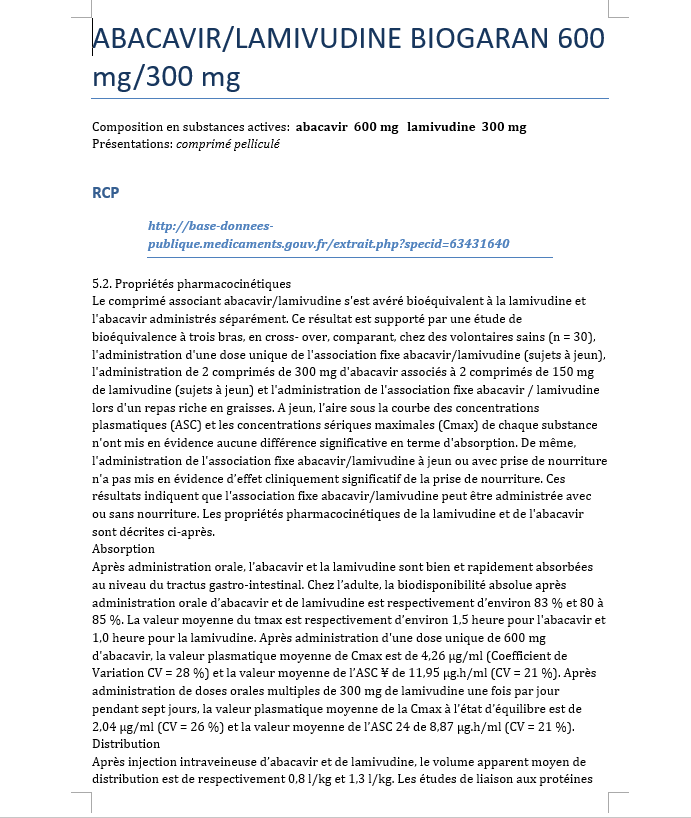 ABACAVIR/LAMIVUDINE BIOGARAN 600
mg/300 mg
Composition en substances actives: abacavir 600 mg lamivudine 300 mg
Présentations: comprimé pelliculé
RCP
http://base-donnees-
publique.medicaments.gouv.fr/extrait.php?specid=63431640
5.2. Propriétés pharmacocinétiques
Le comprimé associant abacavir/lamivudine s'est avéré bioéquivalent à la lamivudine et
l'abacavir administrés séparément. Ce résultat est supporté par une étude de
bioéquivalence à trois bras, en cross- over, comparant, chez des volontaires sains (n = 30),
l'administration d'une dose unique de l'association fixe abacavir/lamivudine (sujets à jeun),
l'administration de 2 comprimés de 300 mg d'abacavir associés à 2 comprimés de 150 mg
de lamivudine (sujets à jeun) et l'administration de l'association fixe abacavir / lamivudine
lors d'un repas riche en graisses. A jeun, l'aire sous la courbe des concentrations
plasmatiques (ASC) et les concentrations sériques maximales (Cmax) de chaque substance
n'ont mis en évidence aucune différence significative en terme d'absorption. De même,
l'administration de l'association fixe abacavir/lamivudine à jeun ou avec prise de nourriture
n'a pas mis en évidence d'effet cliniquement significatif de la prise de nourriture. Ces
résultats indiquent que l'association fixe abacavir/lamivudine peut être administrée avec
ou sans nourriture. Les propriétés pharmacocinétiques de la lamivudine et de l'abacavir
sont décrites ci-après.
Absorption
Après administration orale, l'abacavir et la lamivudine sont bien et rapidement absorbées
au niveau du tractus gastro-intestinal. Chez l'adulte, la biodisponibilité absolue après
administration orale d'abacavir et de lamivudine est respectivement d'environ 83 % et 80 à
85 %. La valeur moyenne du tmax est respectivement d'environ 1,5 heure pour l'abacavir et
1,0 heure pour la lamivudine. Après administration d'une dose unique de 600 mg
d'abacavir, la valeur plasmatique moyenne de Cmax est de 4,26 µg/ml (Coefficient de
Variation CV = 28 %) et la valeur moyenne de l'ASC ¥ de 11,95 µg.h/ml (CV = 21 %). Après
administration de doses orales multiples de 300 mg de lamivudine une fois par jour
pendant sept jours, la valeur plasmatique moyenne de la Cmax à l'état d'équilibre est de
2,04 µg/ml (CV = 26 %) et la valeur moyenne de l'ASC 24 de 8,87 µg.h/ml (CV = 21 %).
Distribution
Après injection intraveineuse d'abacavir et de lamivudine, le volume apparent moyen de
distribution est de respectivement 0,8 l/kg et 1,3 l/kg. Les études de liaison aux protéines